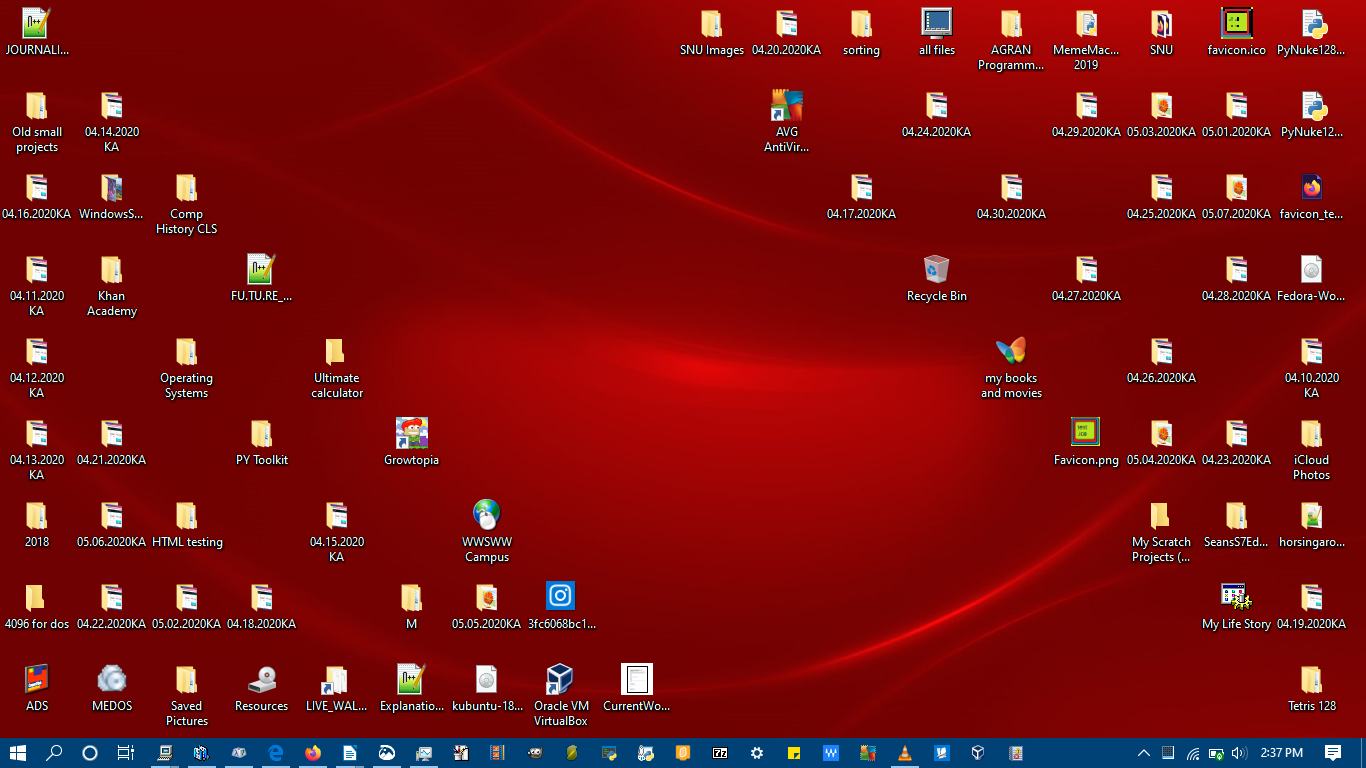 JOURNALI...
SNU Images
04.20.2020KA
sorting
all files
AGRAN
Programm...
MemeMac...
2019
SNU
favicon.ico
PyNuke128...
Old small
projects
04.14.2020
KA
AVG
AntiVir...
04.24.2020KA
04.29.2020KA
05.03.2020KA
05.01.2020KA
PyNuke12...
04.16.2020KA
WindowsS...
Comp
History CLS
04.17.2020KA
04.30.2020KA
04.25.2020KA
05.07.2020KA
favicon_te...
04.11.2020
KA
Khan
Academy
FU.TU.RE_...
Recycle Bin
04.27.2020KA
04.28.2020KA
Fedora-Wo...
04.12.2020
KA
Operating
Systems
Ultimate
calculator
my books
and movies
04.26.2020KA
04.10.2020
KA
04.13.2020
KA
04.21.2020KA
PY Toolkit
Growtopia
Favicon.png
05.04.2020KA
04.23.2020KA
iCloud
Photos
2018
05.06.2020KA
HTML testing
04.15.2020
KA
WWSWW
Campus
My Scratch
Projects (...
SeansS7Ed...
horsingaro...
4096 for dos
04.22.2020KA
05.02.2020KA
04.18.2020KA
M
05.05.2020KA
3fc6068bc1...
My Life Story
04.19.2020KA
ADS
MEDOS
Saved
Pictures
Resources
LIVE_WAL...
Explanatio...
kubuntu-18...
Oracle VM
VirtualBox
CurrentWo...
Tetris 128
2:37 PM